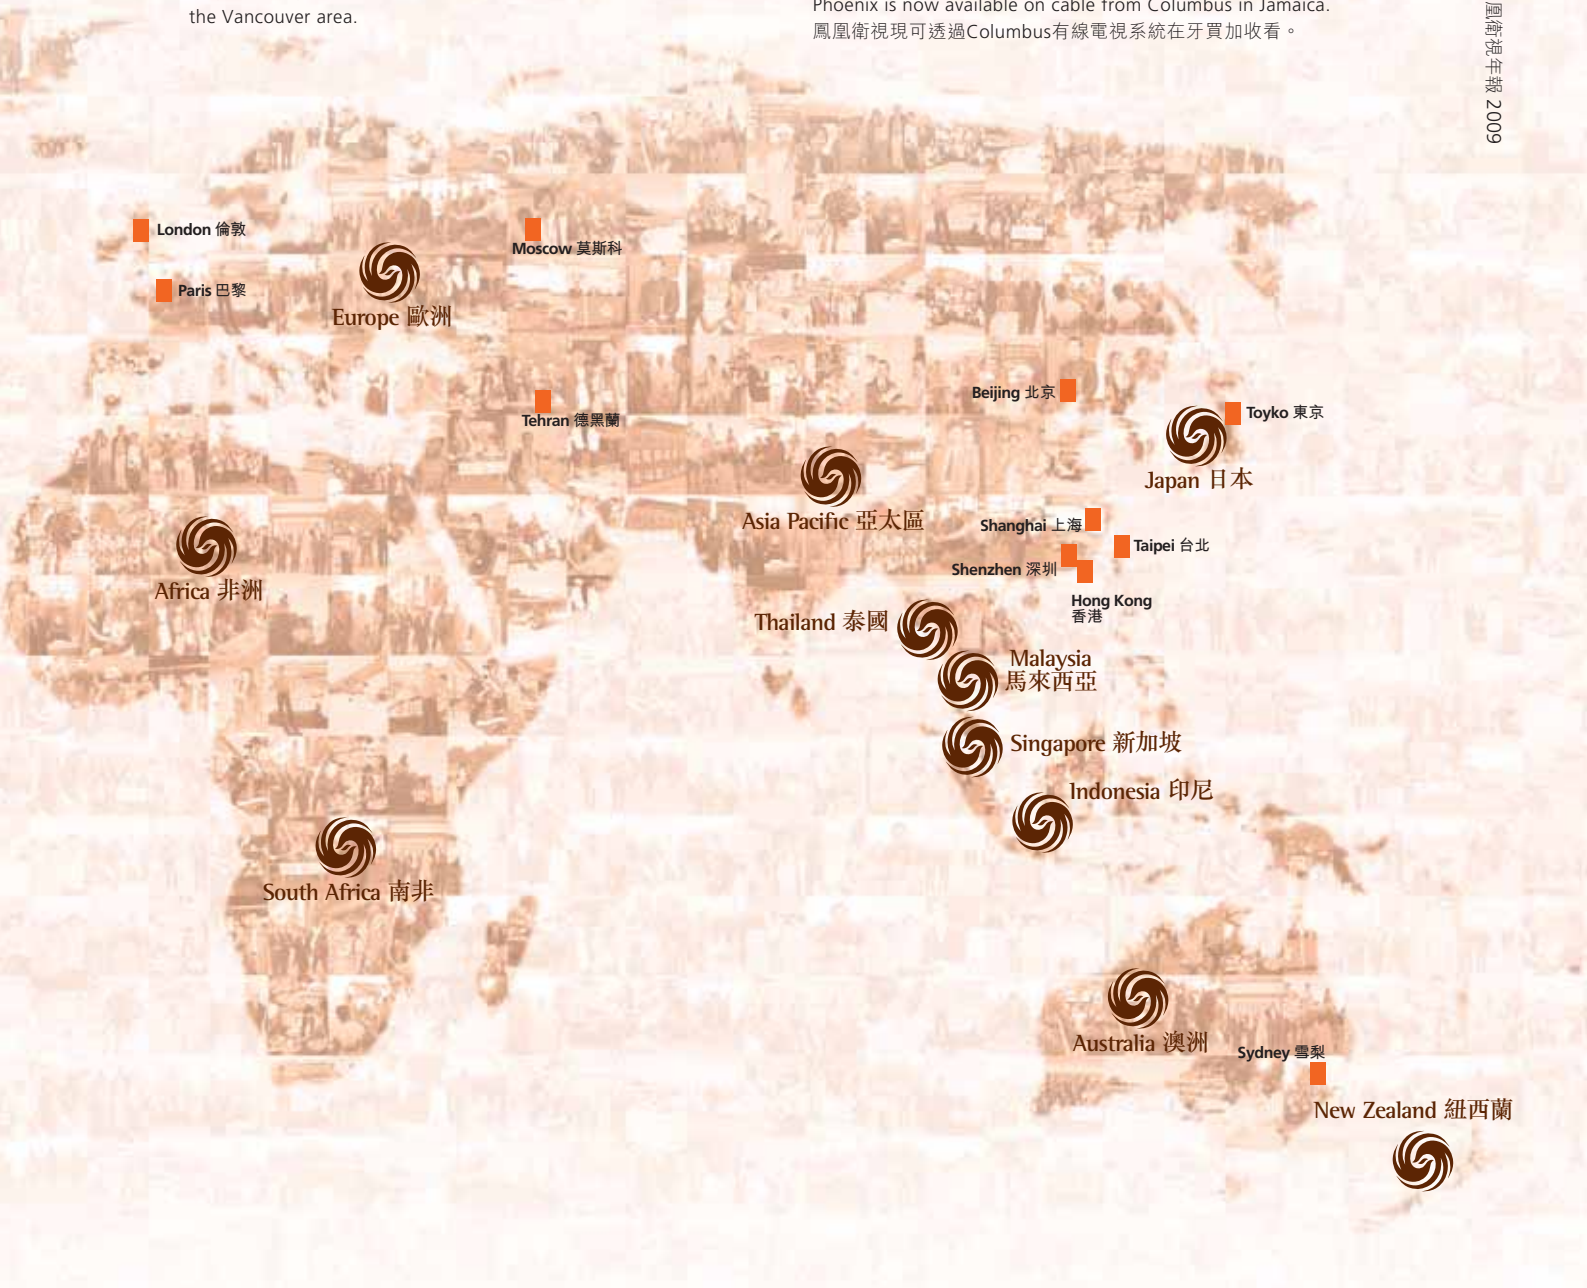 the Vancouver area.
Phoenix is now available on cable from Columbus in Jamaica.
鳳凰衛視現可透過Columbus有線電視系統在牙買加收看。
凰衛視年報 2009
London 倫敦
Moscow 莫斯科
Paris 巴黎
Europe 歐洲
Beijing 北京
Toyko 東京
Tehran 德黑蘭
Japan 日本
Asia Pacific 亞太區
Shanghai 上海
Taipei 台北
Africa 非洲
Shenzhen 深圳
Hong Kong
香港
Thailand 泰國
Malaysia
馬來西亞
Singapore 新加坡
Indonesia 印尼
South Africa 南非
Australia 澳洲
Sydney 雪梨
New Zealand 紐西蘭